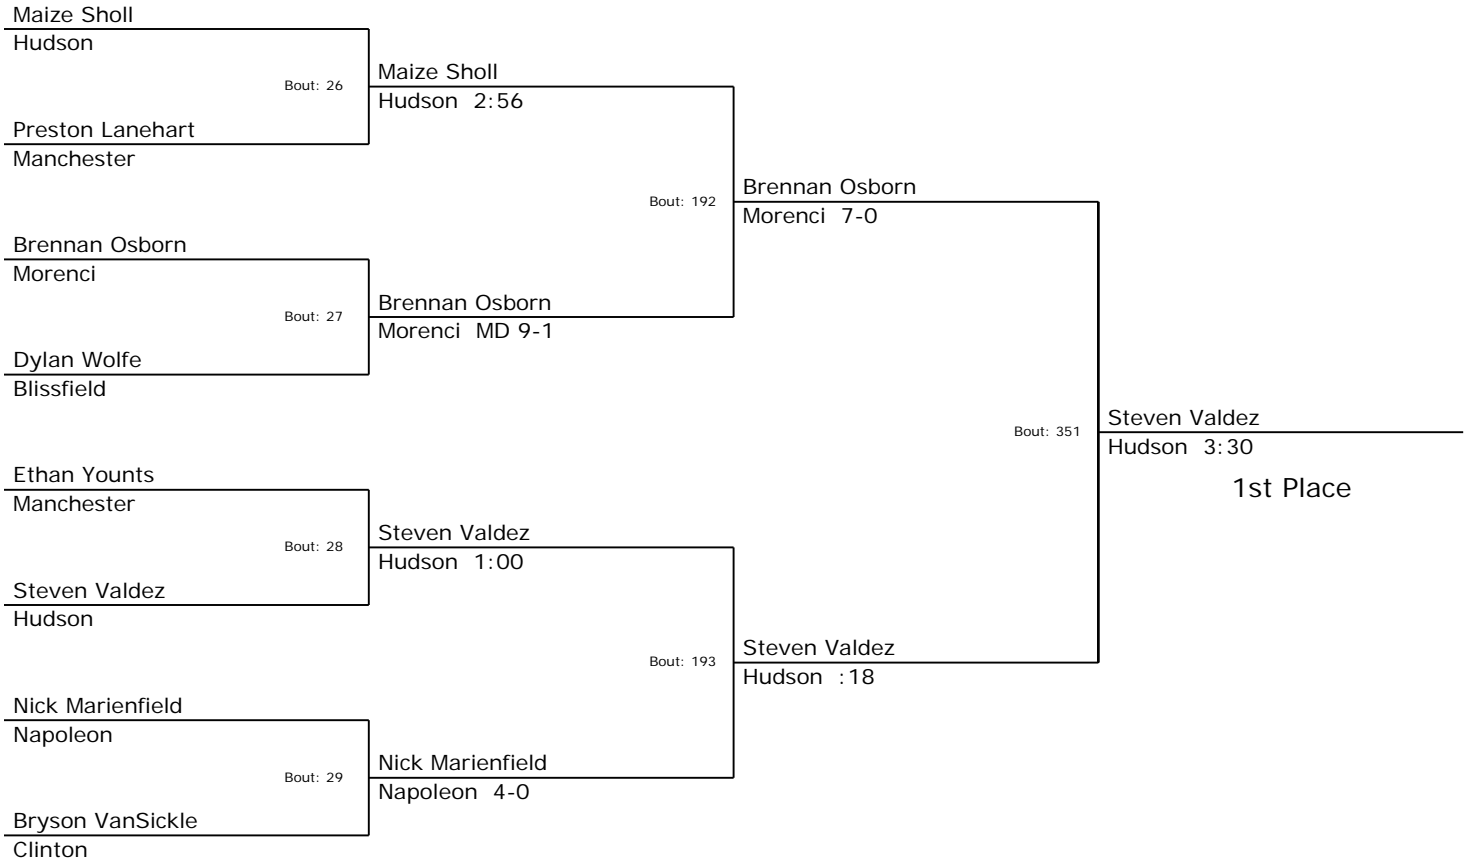 Maize Sholl
Hudson
Bout: 26
Maize Sholl
Hudson 2:56
Preston Lanehart
Manchester
Bout: 192
Brennan Osborn
Morenci 7-0
Brennan Osborn
Morenci
Bout: 27
Brennan Osborn
Morenci MD 9-1
Dylan Wolfe
Blissfield
Bout: 351
Steven Valdez
Hudson 3:30
1st Place
Ethan Younts
Manchester
Bout: 28
Steven Valdez
Hudson 1:00
Steven Valdez
Hudson
Bout: 193
Steven Valdez
Hudson :18
Nick Marienfield
Napoleon
Bout: 29
Nick Marienfield
Napoleon 4-0
Bryson VanSickle
Clinton